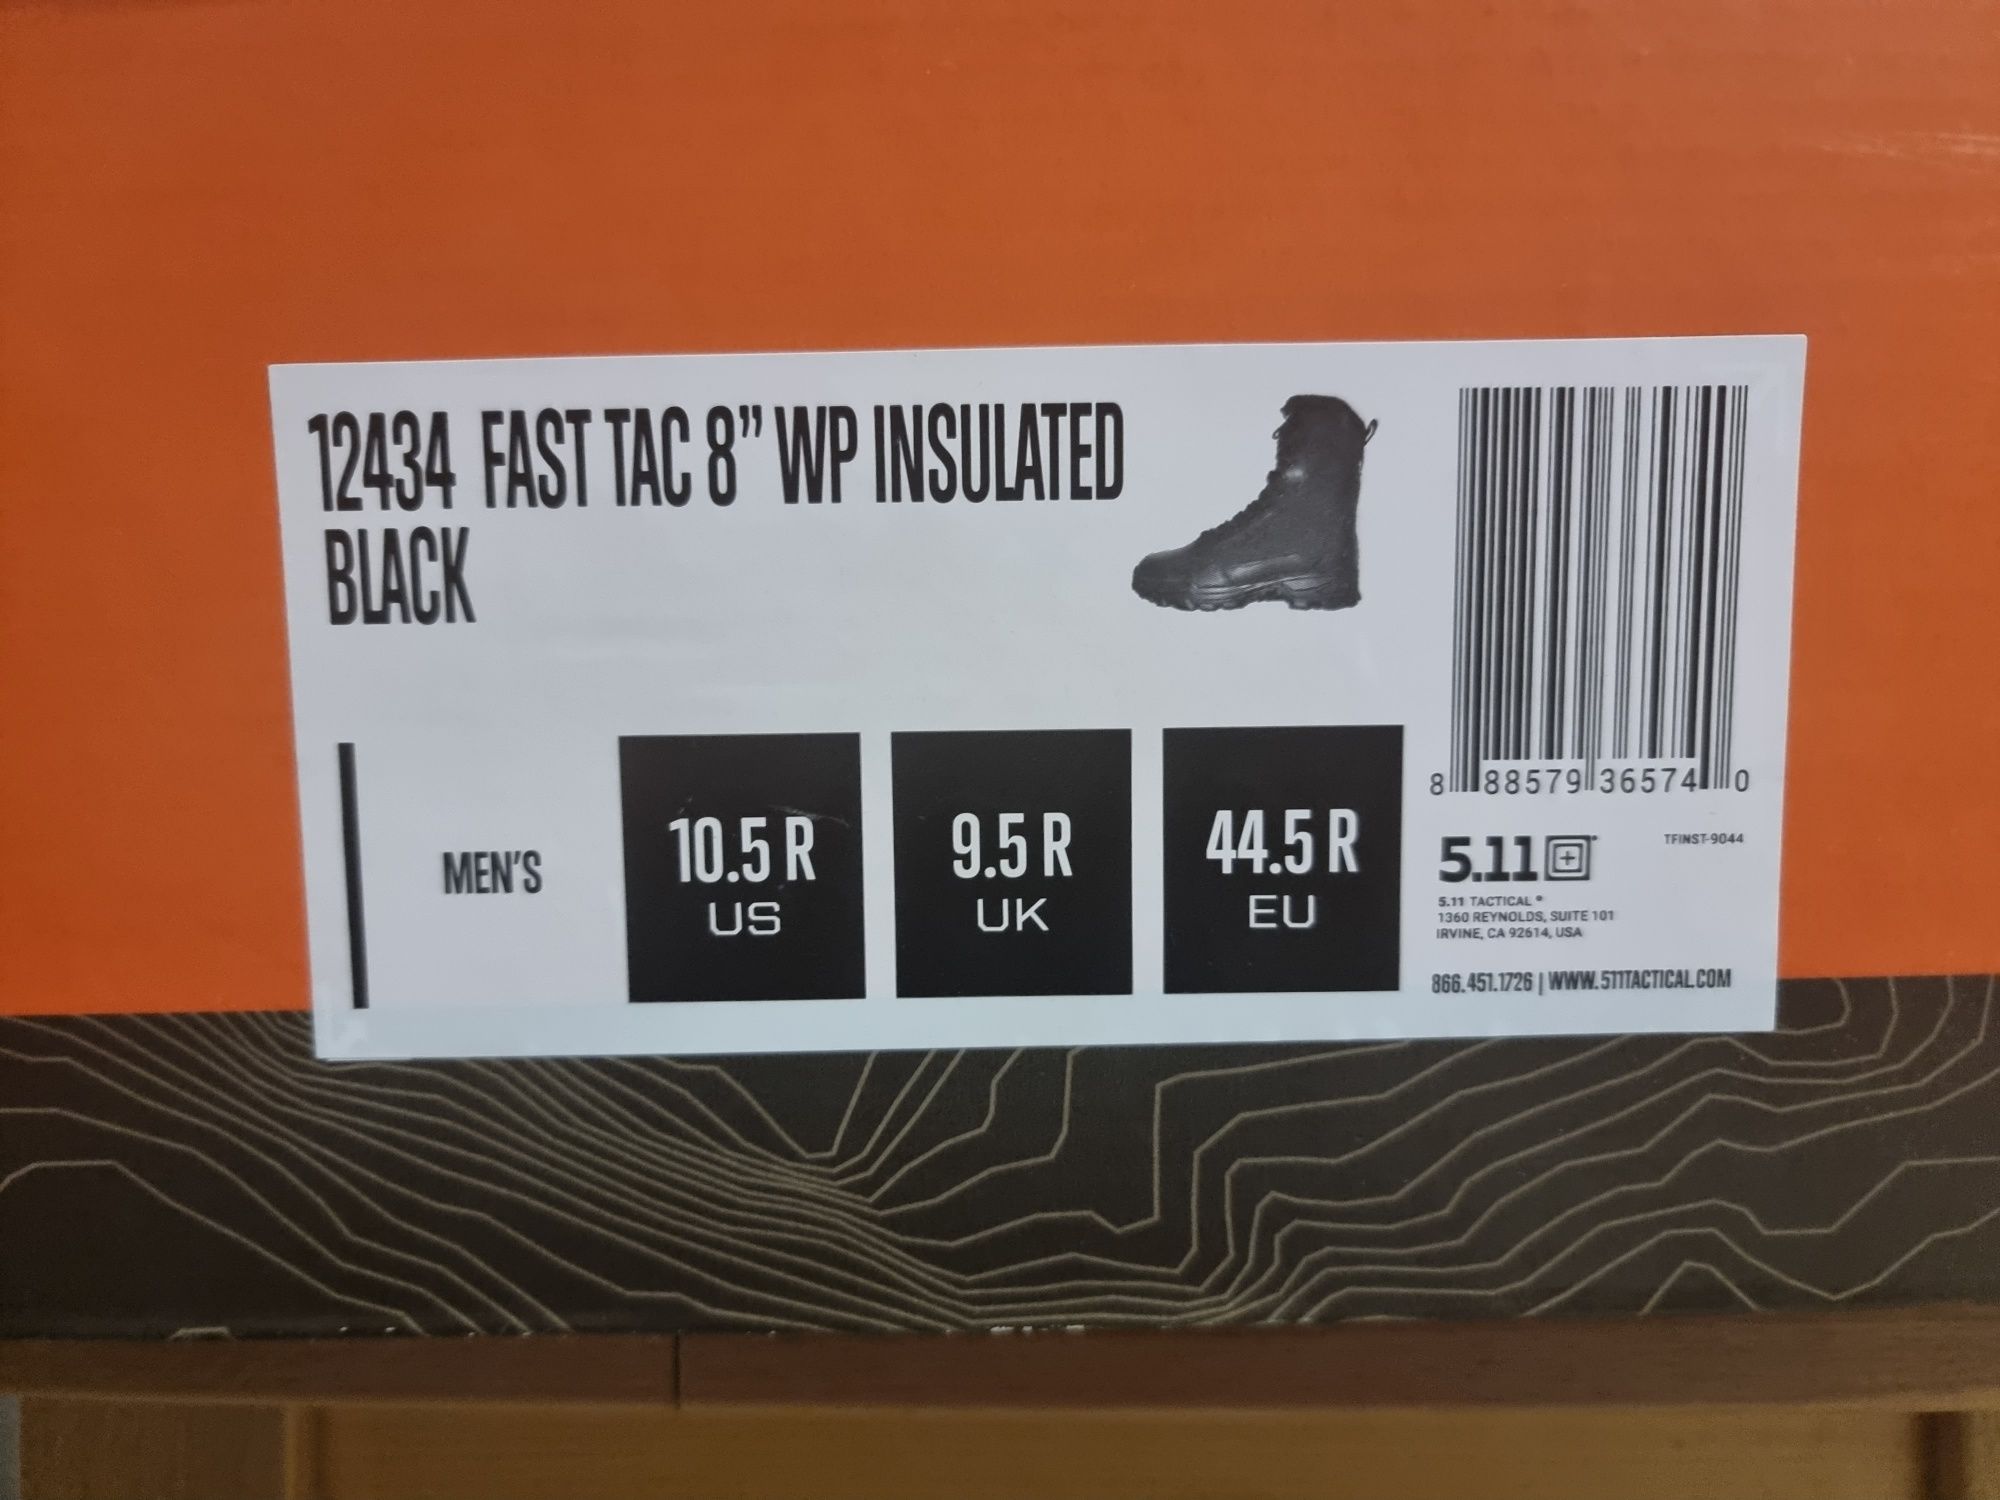 12434 FAST TAC 8” WP INSULATED
BLACK
MEN'S
10.5 R
US
9.5 R
UK
44.5 R
EU
8 88579 36574 0
5.11
TFINST-9044
5.11 TACTICAL ®
1360 REYNOLDS, SUITE 101
IRVINE, CA 92614, USA
866.451.1726 | WWW.511TACTICAL.COM